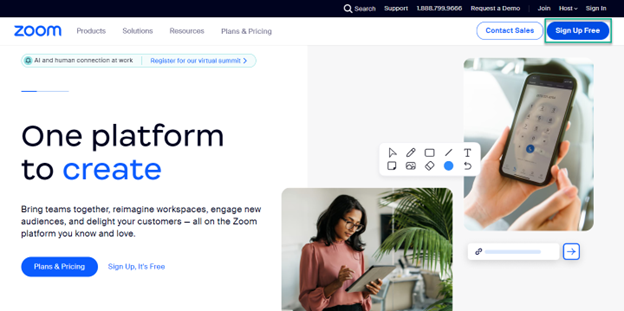 Search Support 1.888.799.9666 Request a Demo Join Host Sign In
zoom Products Solutions Resources Plans & Pricing Contact Sales Sign Up Free
AI and human connection at work Register for our virtual summit
One platform
to create
T
Bring teams together, reimagine workspaces, engage new
audiences, and delight your customers — all on the Zoom
platform you know and love.
Plans & Pricing Sign Up, It's Free